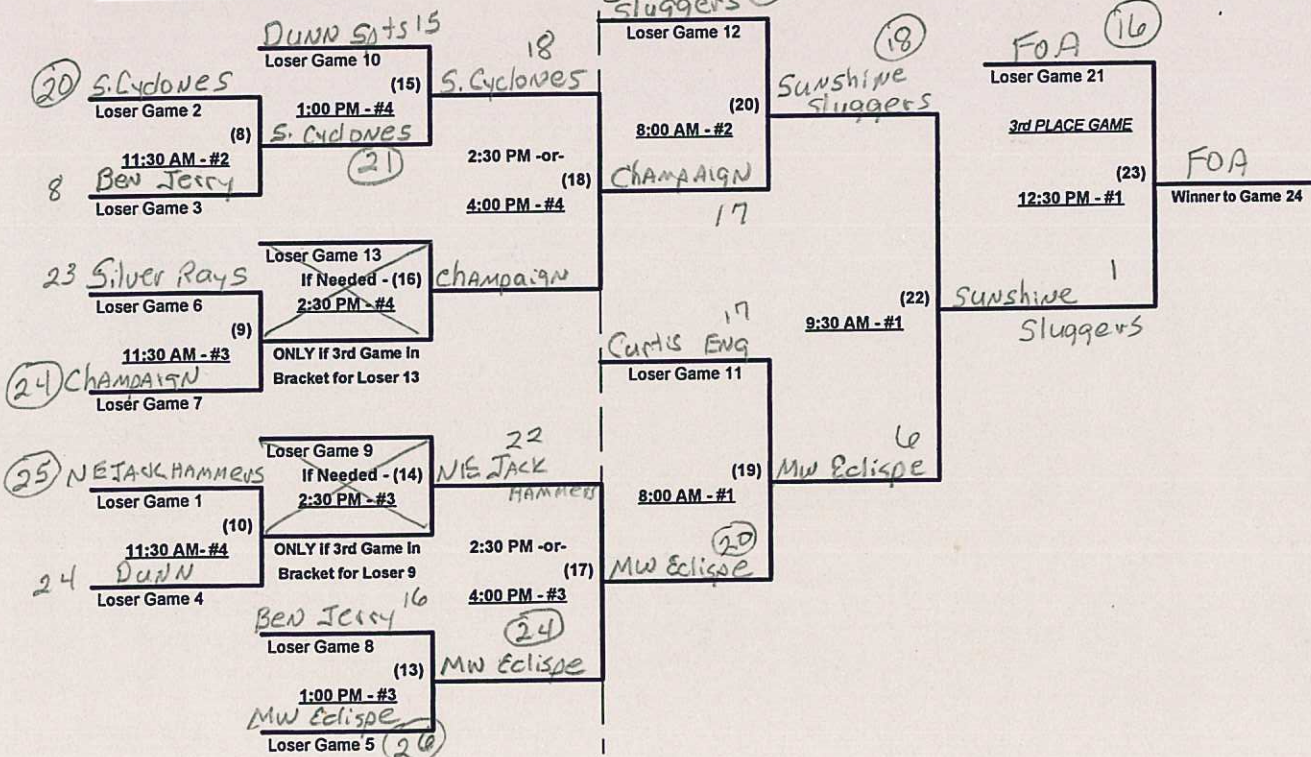 Sluggers
Loser Game 12
Dunn Spts 15
Loser Game 10
(15)
1:00 PM - #4
S. Cyclones
21
20 S. Cyclones
Loser Game 2
(8)
11:30 AM - #2
8 Ben Jerry
Loser Game 3
18
S. Cyclones
2:30 PM -or-
(18)
4:00 PM - #4
(20)
8:00 AM - #2
Champaign
17
18
Sunshine
Sluggers
FOA 16
Loser Game 21
3rd PLACE GAME
(23)
12:30 PM - #1
FOA
Winner to Game 24
23 Silver Rays
Loser Game 6
(9)
11:30 AM - #3
24 Champaign
Loser Game 7
Loser Game 13
If Needed - (16)
2:30 PM - #4
ONLY if 3rd Game in
Bracket for Loser 13
Champaign
(22)
9:30 AM - #1
1
Sunshine
Sluggers
17
Curtis Eng
Loser Game 11
(19)
8:00 AM - #1
20
MW Eclispe
6
MW Eclispe
25 NE Jackhammers
Loser Game 1
(10)
11:30 AM- #4
24 Dunn
Loser Game 4
Loser Game 9
If Needed - (14)
2:30 PM - #3
ONLY if 3rd Game in
Bracket for Loser 9
22
NE Jack
Hammers
2:30 PM -or-
(17)
4:00 PM - #3
24
MW Eclispe
Ben Jerry 16
Loser Game 8
(13)
1:00 PM - #3
MW Eclispe
Loser Game 5 26